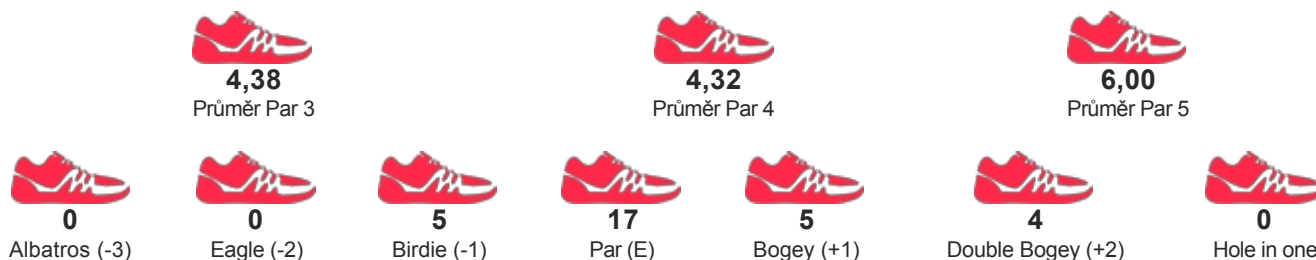 4,38 4,32 6,00
Průměr Par 3 Průměr Par 4 Průměr Par 5
0 0 5 17 5 4 0
Albatros (-3) Eagle (-2) Birdie (-1) Par (E) Bogey (+1) Double Bogey (+2) Hole in one